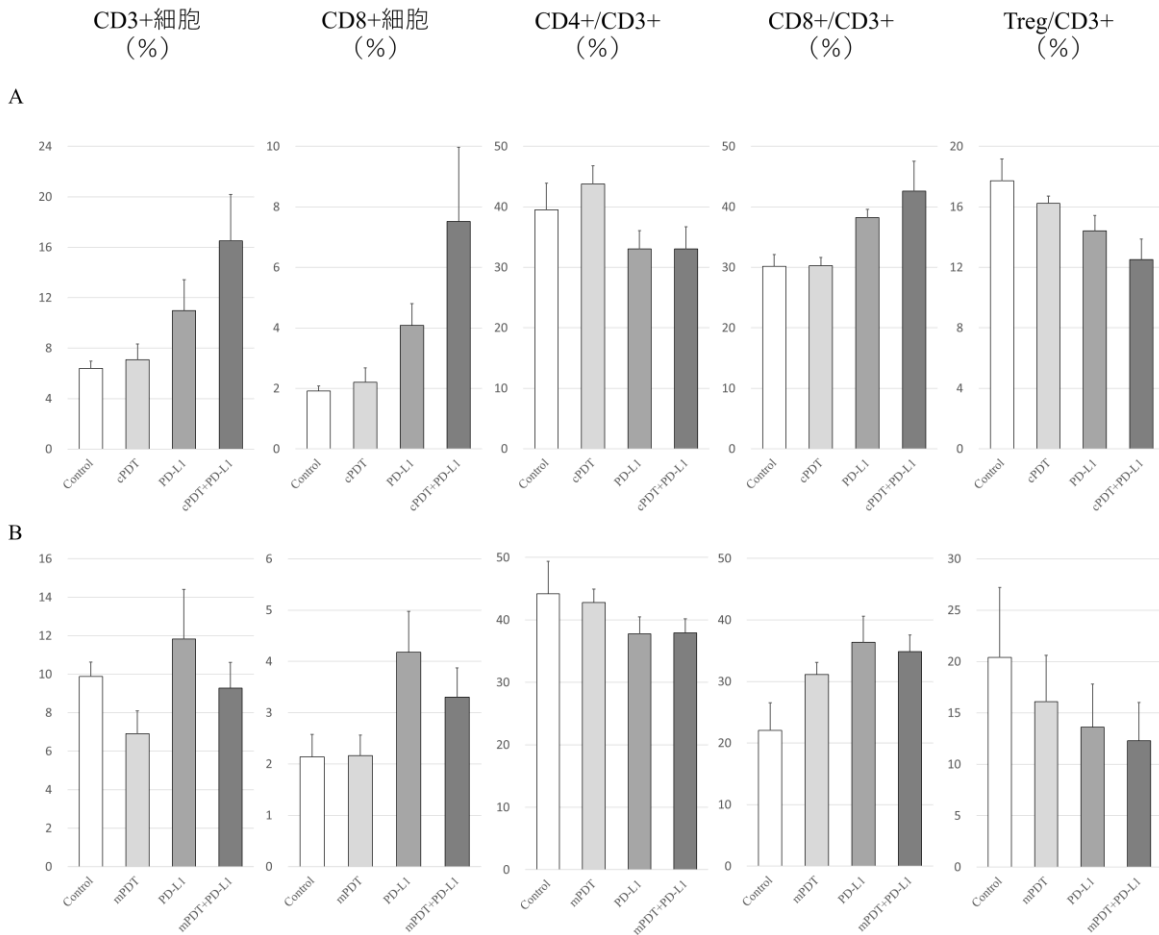 CD3+細胞
（%）
CD8+細胞
（%）
CD4+/CD3+
（%）
CD8+/CD3+
（%）
Treg/CD3+
（%）
A
24
20
16
12
8
4
0
Control
cPDT
PD-L1
cPDT+PD-L1
10
8
6
4
2
0
Control
cPDT
PD-L1
cPDT+PD-L1
50
40
30
20
10
0
Control
cPDT
PD-L1
cPDT+PD-L1
50
40
30
20
10
0
Control
cPDT
PD-L1
cPDT+PD-L1
20
16
12
8
4
0
Control
cPDT
PD-L1
cPDT+PD-L1
B
16
14
12
10
8
6
4
2
0
Control
mPDT
PD-L1
mPDT+PD-L1
6
5
4
3
2
1
0
Control
mPDT
PD-L1
mPDT+PD-L1
50
40
30
20
10
0
Control
mPDT
PD-L1
mPDT+PD-L1
50
40
30
20
10
0
Control
mPDT
PD-L1
mPDT+PD-L1
30
25
20
15
10
5
0
Control
mPDT
PD-L1
mPDT+PD-L1